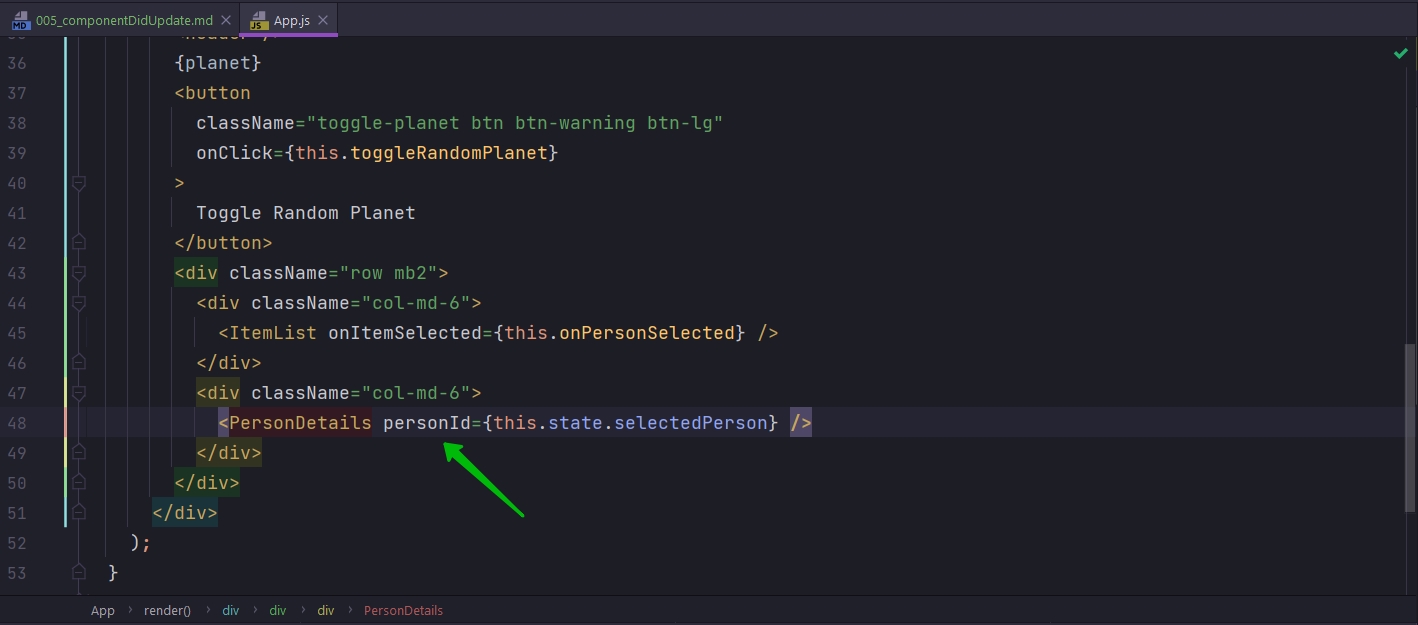 MD 005_componentDidUpdate.md
JS App.js
36 {planet}
37 <button
38 className="toggle-planet btn btn-warning btn-lg"
39 onClick={this.toggleRandomPlanet}
40 >
41 Toggle Random Planet
42 </button>
43 <div className="row mb2">
44 <div className="col-md-6">
45 <ItemList onItemSelected={this.onPersonSelected} />
46 </div>
47 <div className="col-md-6">
48 <PersonDetails personId={this.state.selectedPerson} />
49 </div>
50 </div>
51 </div>
52 );
53 }
App › render() › div › div › div › PersonDetails